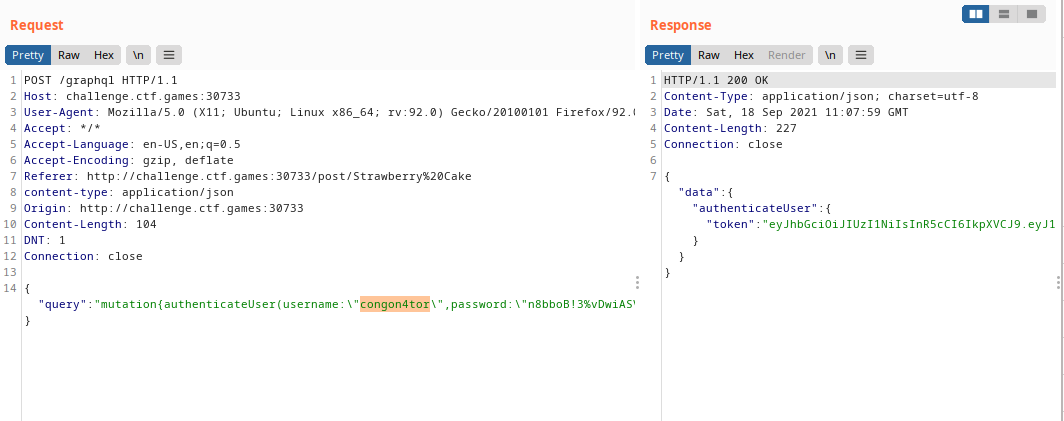 Request
Pretty Raw Hex \n
1 POST /graphql HTTP/1.1
2 Host: challenge.ctf.games:30733
3 User-Agent: Mozilla/5.0 (X11; Ubuntu; Linux x86_64; rv:92.0) Gecko/20100101 Firefox/92.
4 Accept: */*
5 Accept-Language: en-US,en;q=0.5
6 Accept-Encoding: gzip, deflate
7 Referer: http://challenge.ctf.games:30733/post/Strawberry%20Cake
8 content-type: application/json
9 Origin: http://challenge.ctf.games:30733
10 Content-Length: 104
11 DNT: 1
12 Connection: close
13
14 {
"query":"mutation{authenticateUser(username:\"congon4tor\",password:\"n8bboB!3%vDwiAS
}
Response
Pretty Raw Hex Render \n
1 HTTP/1.1 200 OK
2 Content-Type: application/json; charset=utf-8
3 Date: Sat, 18 Sep 2021 11:07:59 GMT
4 Content-Length: 227
5 Connection: close
6
7 {
"data":{
"authenticateUser":{
"token":"eyJhbGciOiJIUzI1NiIsInR5cCI6IkpXVCJ9.eyJ1
}
}
}